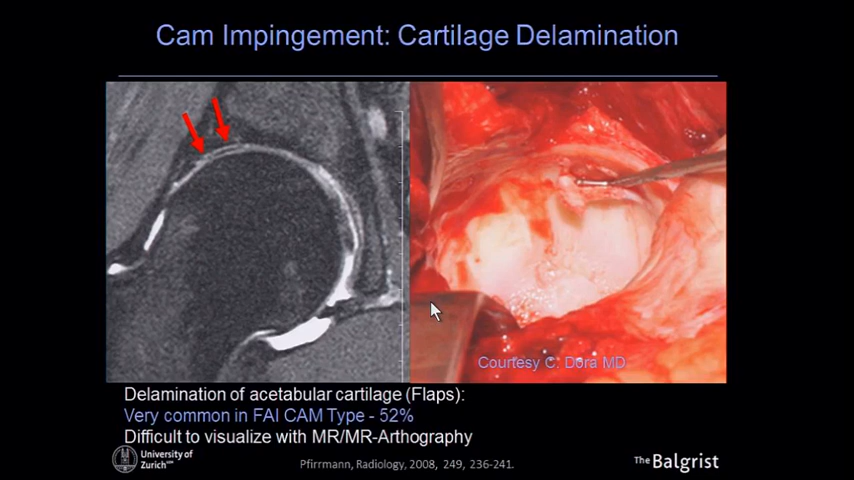 Cam Impingement: Cartilage Delamination
Courtesy C. Dora MD
Delamination of acetabular cartilage (Flaps):
Very common in FAI CAM Type - 52%
Difficult to visualize with MR/MR-Arthography
University of
Zurich
Pfirrmann, Radiology, 2008, 249, 236-241.
The Balgrist